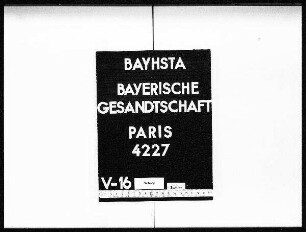 BAYHSTA
BAYERISCHE
GESANDTSCHAFT
PARIS
4227
V-16